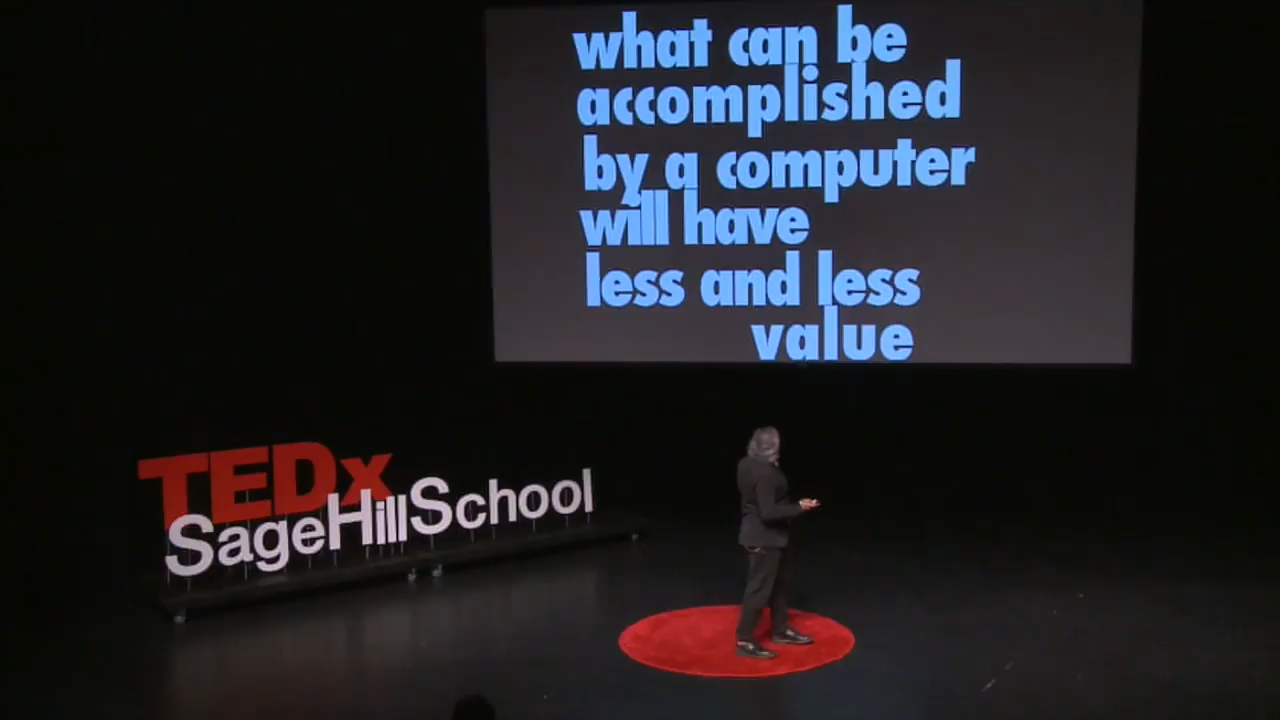 what can be
accomplished
by a computer
will have
less and less
value
TEDx
SageHillSchool